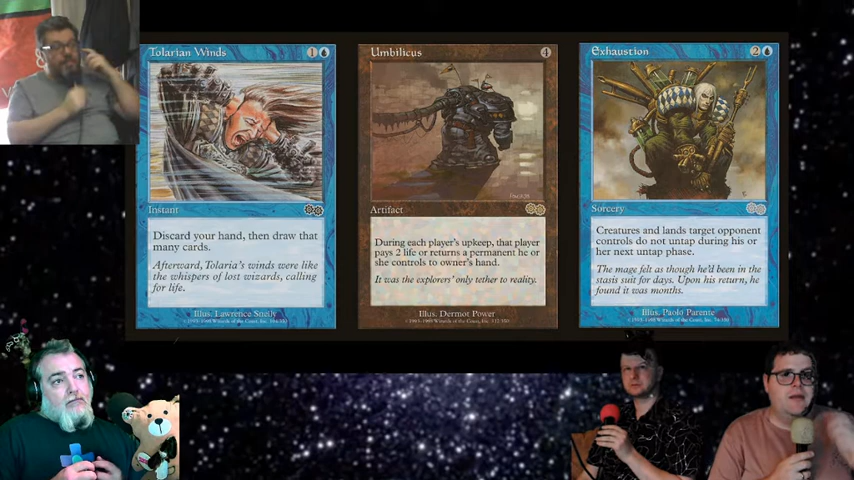 Tolarian Winds
Instant
Discard your hand, then draw that
many cards.
Afterward, Tolaria's winds were like
the whispers of lost wizards, calling
for life.
Illus. Lawrence Snelly
Umbilicus 4
Artifact
During each player's upkeep, that player
pays 2 life or returns a permanent he or
she controls to owner's hand.
It was the explorers' only tether to reality.
Illus. Dermot Power
Exhaustion 2
Sorcery
Creatures and lands target opponent
controls do not untap during his or
her next untap phase.
The mage felt as though he'd been in the
stasis suit for days. Upon his return, he
found it was months.
Illus. Paolo Parente